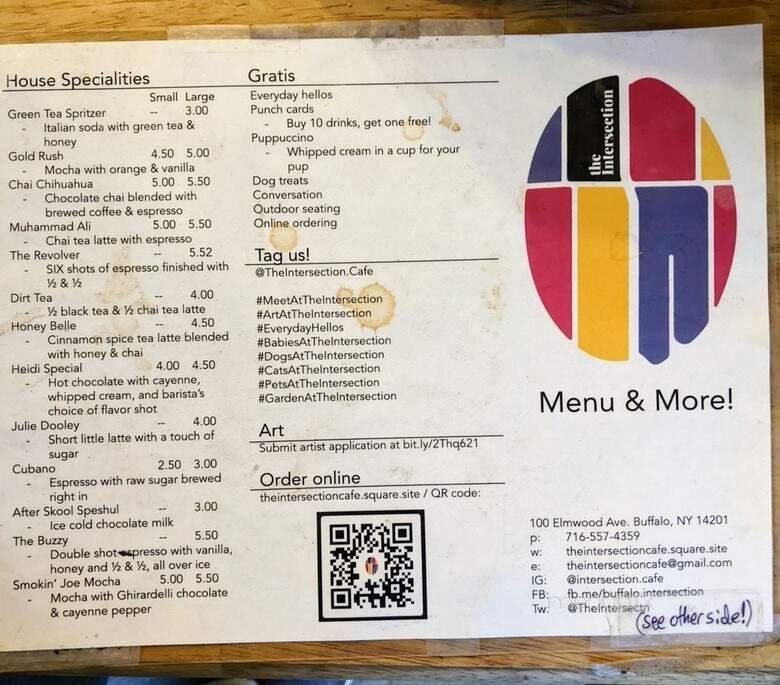 House Specialities
Small Large
Green Tea Spritzer -- 3.00
- Italian soda with green tea &
honey
Gold Rush 4.50 5.00
- Mocha with orange & vanilla
Chai Chihuahua 5.00 5.50
- Chocolate chai blended with
brewed coffee & espresso
Muhammad Ali 5.00 5.50
- Chai tea latte with espresso
The Revolver -- 5.52
- SIX shots of espresso finished with
½ & ½
Dirt Tea -- 4.00
- ½ black tea & ½ chai tea latte
Honey Belle -- 4.50
- Cinnamon spice tea latte blended
with honey & chai
Heidi Special 4.00 4.50
- Hot chocolate with cayenne,
whipped cream, and barista's
choice of flavor shot
Julie Dooley -- 4.00
- Short little latte with a touch of
sugar
Cubano 2.50 3.00
- Espresso with raw sugar brewed
right in
After Skool Speshul -- 3.00
- Ice cold chocolate milk
The Buzzy -- 5.50
- Double shot espresso with vanilla,
honey and ½ & ½, all over ice
Smokin' Joe Mocha 5.00 5.50
- Mocha with Ghirardelli chocolate
& cayenne pepper
Gratis
Everyday hellos
Punch cards
- Buy 10 drinks, get one free!
Puppuccino
- Whipped cream in a cup for your
pup
Dog treats
Conversation
Outdoor seating
Online ordering
Tag us!
@TheIntersection.Cafe
#MeetAtTheIntersection
#ArtAtTheIntersection
#EverydayHellos
#BabiesAtTheIntersection
#DogsAtTheIntersection
#CatsAtTheIntersection
#PetsAtTheIntersection
#GardenAtTheIntersection
Art
Submit artist application at bit.ly/2Thq621
Order online
theintersectioncafe.square.site / QR code:
the
Intersection
Menu & More!
100 Elmwood Ave. Buffalo, NY 14201
p: 716-557-4359
w: theintersectioncafe.square.site
e: theintersectioncafe@gmail.com
IG: @intersection.cafe
FB: fb.me/buffalo.intersection
Tw: @TheIntersectn
(see other side!)